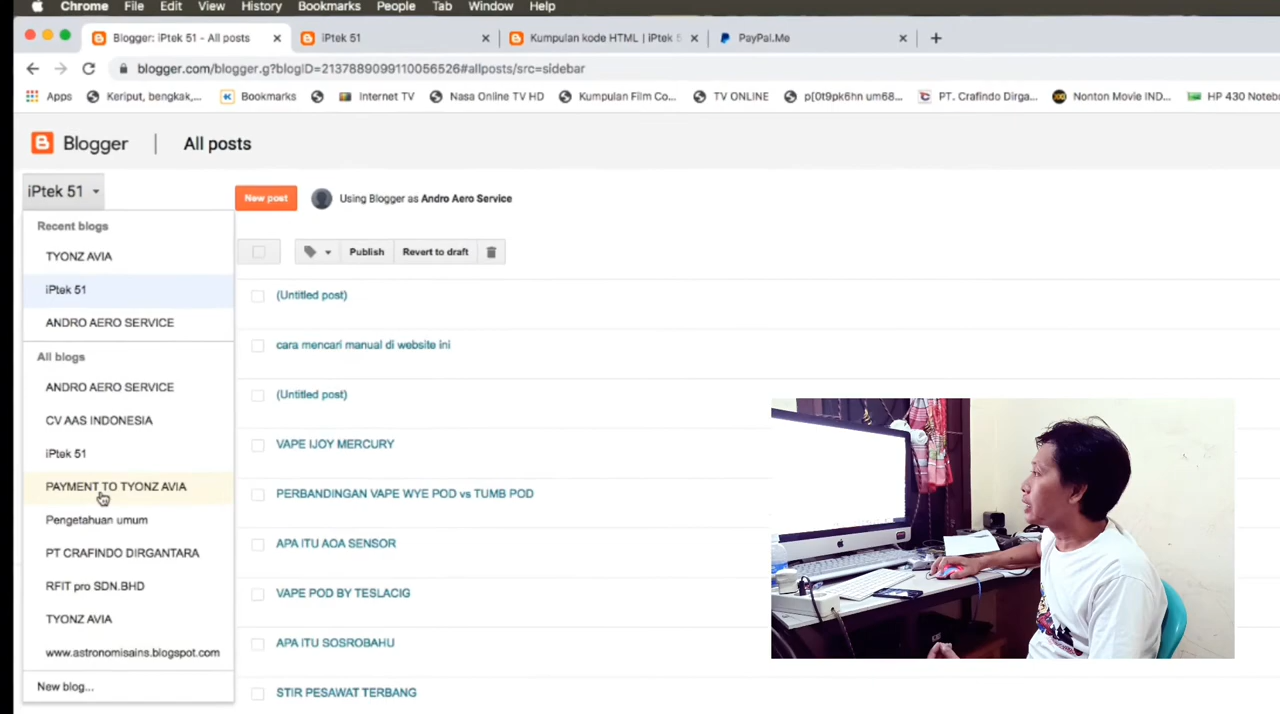 Chrome File Edit View History Bookmarks People Tab Window Help
Blogger: iPtek 51 - All posts iPtek 51 Kumpulan kode HTML | iPtek 5 PayPal.Me
blogger.com/blogger.g?blogID=2137889099110056526#allposts/src=sidebar
Apps Keriput, bengkak,... Bookmarks Internet TV Nasa Online TV HD Kumpulan Film Co... TV ONLINE p[0t9pk6hn um68... PT. Crafindo Dirga... Nonton Movie IND... HP 430 Noteb
Blogger | All posts
iPtek 51
New post Using Blogger as Andro Aero Service
Recent blogs
TYONZ AVIA
iPtek 51
ANDRO AERO SERVICE
All blogs
ANDRO AERO SERVICE
CV AAS INDONESIA
iPtek 51
PAYMENT TO TYONZ AVIA
Pengetahuan umum
PT CRAFINDO DIRGANTARA
RFIT pro SDN.BHD
TYONZ AVIA
www.astronomisains.blogspot.com
New blog...
Publish Revert to draft
(Untitled post)
cara mencari manual di website ini
(Untitled post)
VAPE IJOY MERCURY
PERBANDINGAN VAPE WYE POD vs TUMB POD
APA ITU AOA SENSOR
VAPE POD BY TESLACIG
APA ITU SOSROBAHU
STIR PESAWAT TERBANG